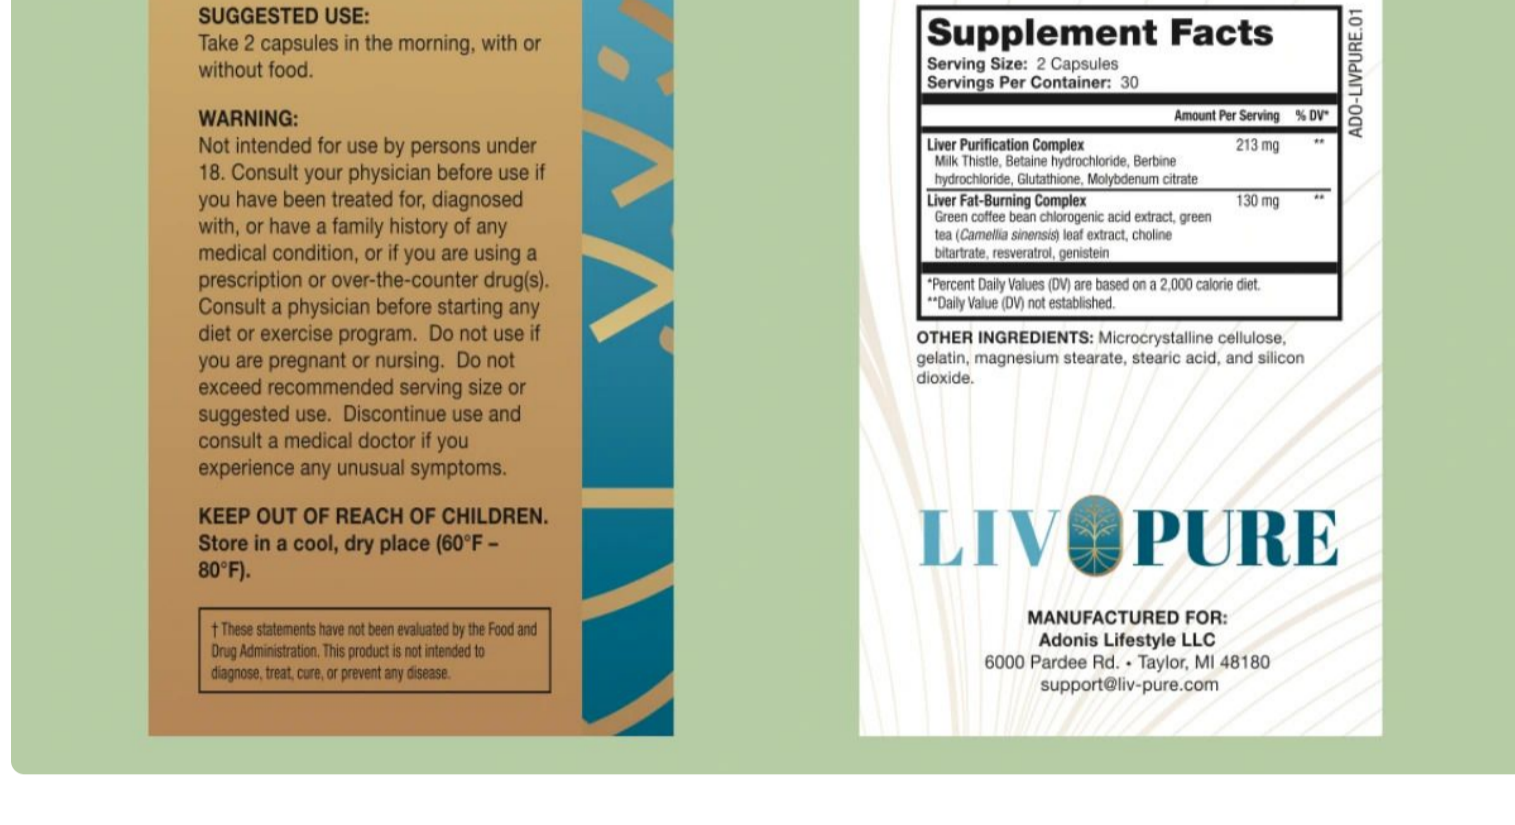 SUGGESTED USE:
Take 2 capsules in the morning, with or
without food.
WARNING:
Not intended for use by persons under
18. Consult your physician before use if
you have been treated for, diagnosed
with, or have a family history of any
medical condition, or if you are using a
prescription or over-the-counter drug(s).
Consult a physician before starting any
diet or exercise program. Do not use if
you are pregnant or nursing. Do not
exceed recommended serving size or
suggested use. Discontinue use and
consult a medical doctor if you
experience any unusual symptoms.
KEEP OUT OF REACH OF CHILDREN.
Store in a cool, dry place (60°F –
80°F).
† These statements have not been evaluated by the Food and
Drug Administration. This product is not intended to
diagnose, treat, cure, or prevent any disease.
Supplement Facts
Serving Size: 2 Capsules
Servings Per Container: 30
Amount Per Serving % DV*
Liver Purification Complex 213 mg **
Milk Thistle, Betaine hydrochloride, Berbine
hydrochloride, Glutathione, Molybdenum citrate
Liver Fat-Burning Complex 130 mg **
Green coffee bean chlorogenic acid extract, green
tea (Camellia sinensis) leaf extract, choline
bitartrate, resveratrol, genistein
*Percent Daily Values (DV) are based on a 2,000 calorie diet.
**Daily Value (DV) not established.
ADO-LIVPURE.01
OTHER INGREDIENTS: Microcrystalline cellulose,
gelatin, magnesium stearate, stearic acid, and silicon
dioxide.
LIV PURE
MANUFACTURED FOR:
Adonis Lifestyle LLC
6000 Pardee Rd. • Taylor, MI 48180
support@liv-pure.com